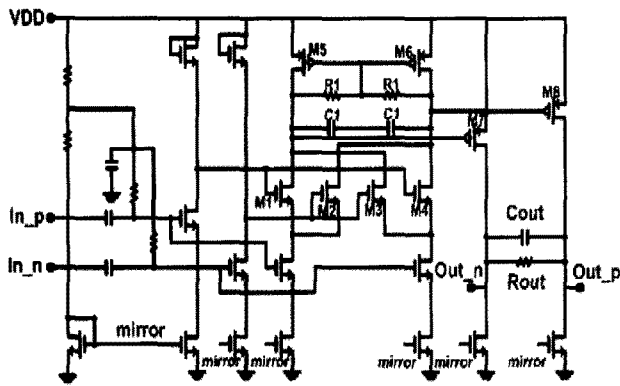 VDD
M5
M6
R1
R1
M8
C1
C1
M7
M1
M2
M3
M4
In_p
Cout
In_n
Out_n
Rout
Out_p
mirror
mirror
mirror
mirror
mirror
mirror